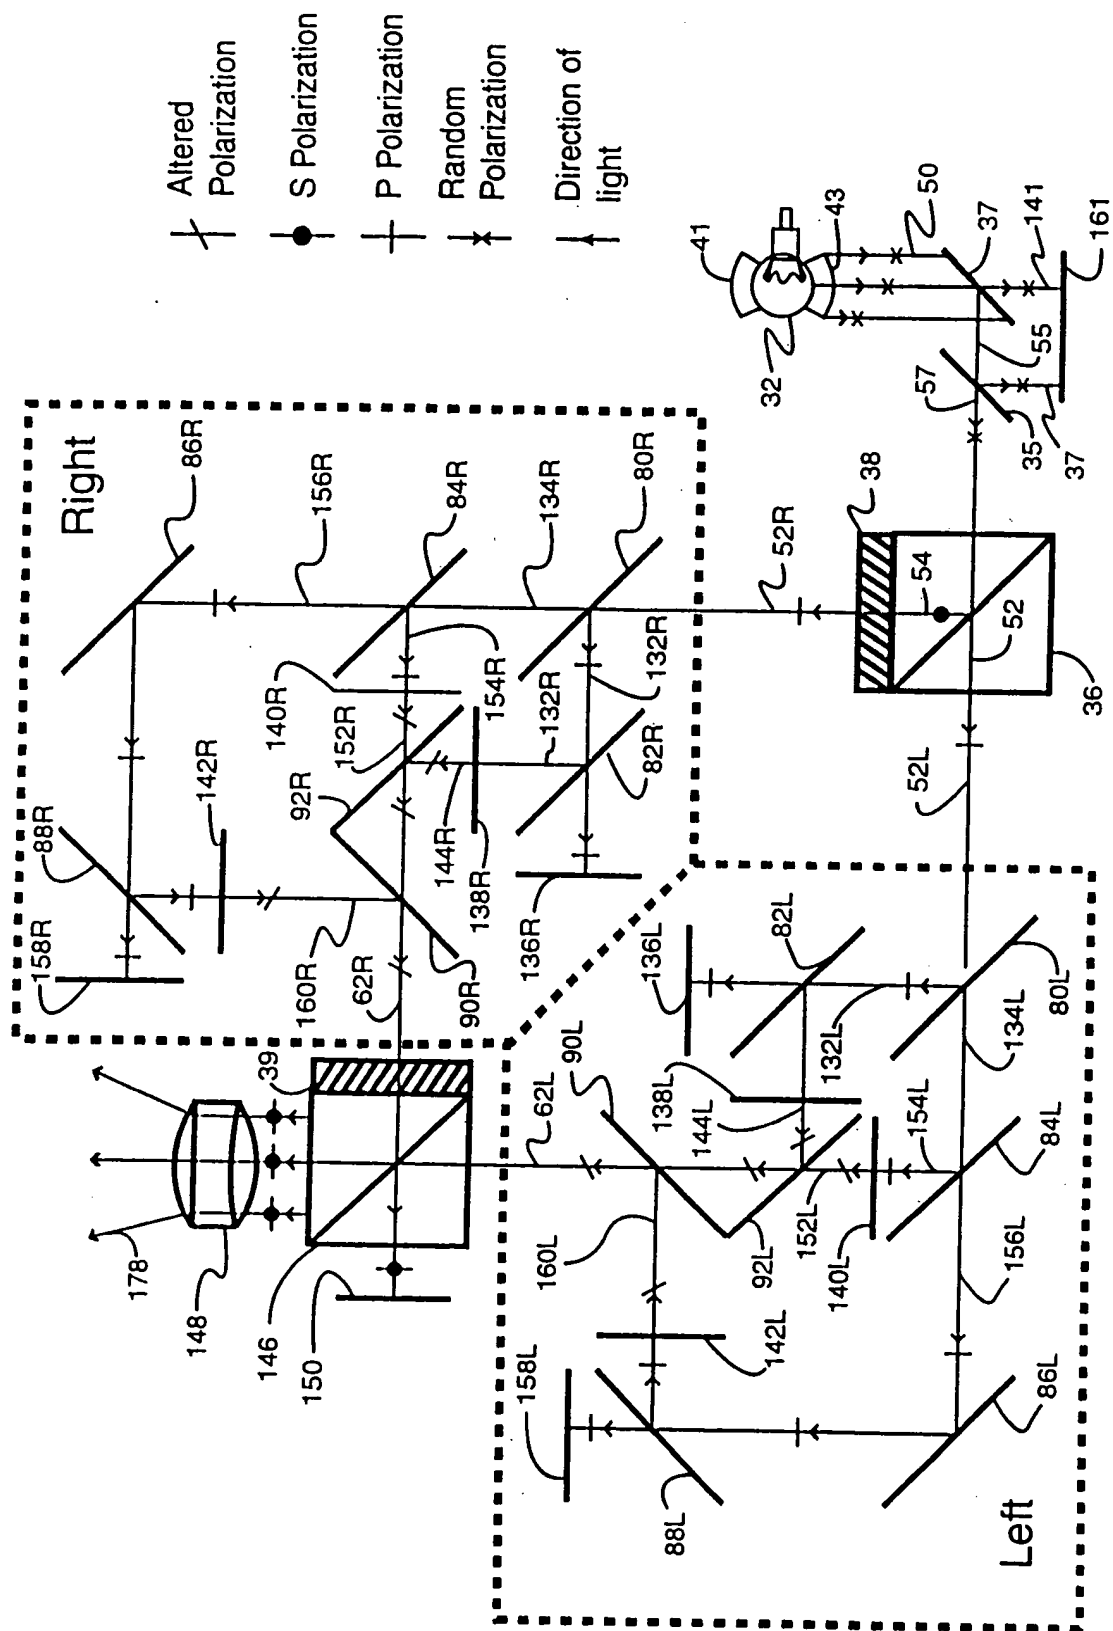 Altered
Polarization
S Polarization
P Polarization
Random
Polarization
Direction of
light
Right
86R
156R
84R
134R
80R
52R
38
54
52
36
88R
142R
158R
140R
152R
92R
154R
132R
132R
82R
144R
138R
136R
160R
62R
90R
41
43
50
37
141
161
32
55
57
35
37
39
178
148
146
150
62L
90L
138L
136L
82L
52L
144L
132L
80L
134L
154L
84L
152L
140L
92L
160L
156L
142L
158L
86L
88L
Left